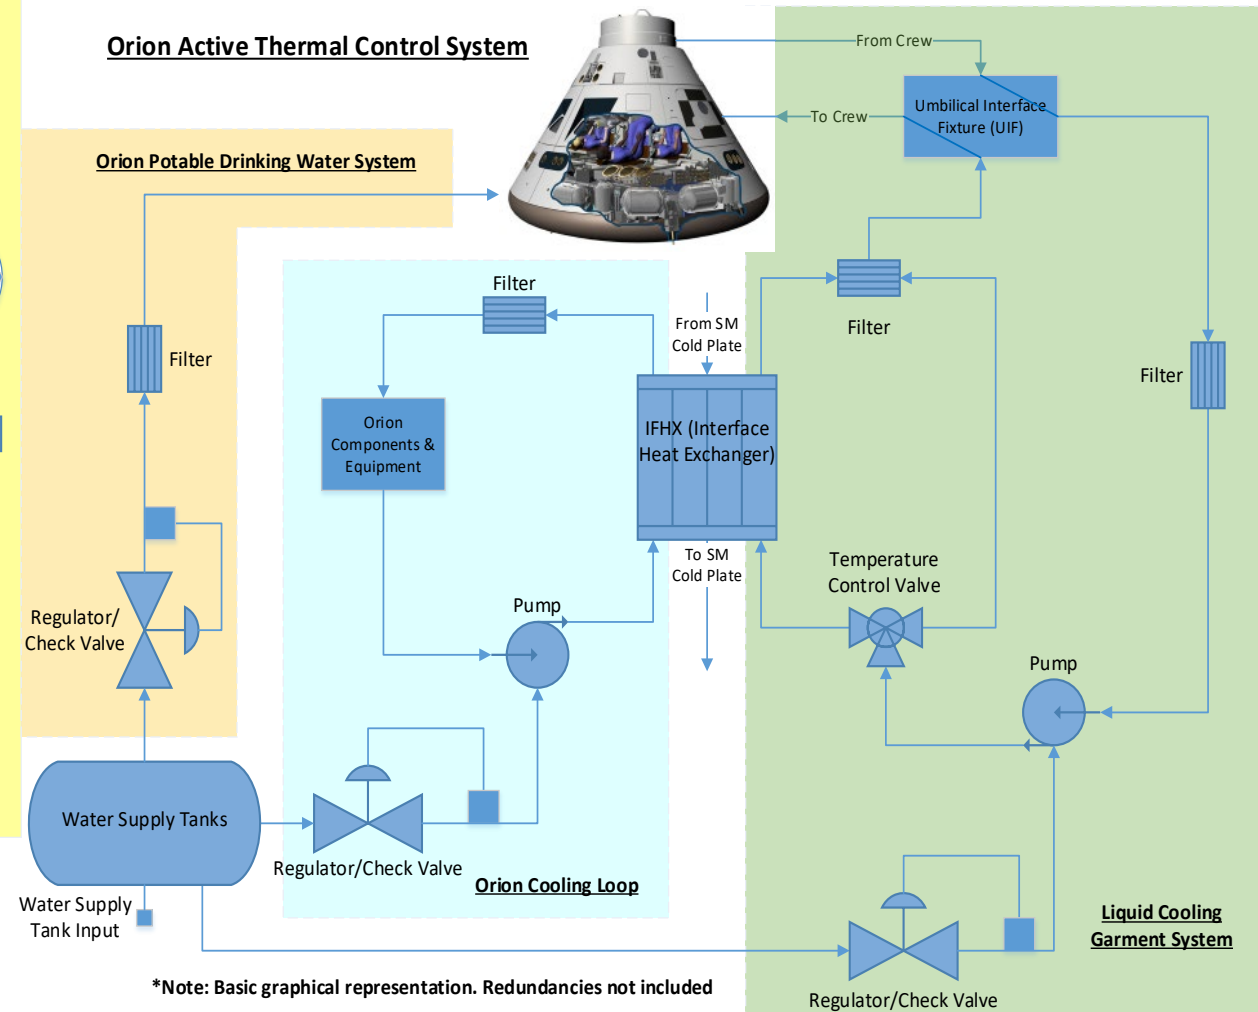 Orion Active Thermal Control System
From Crew
Umbilical Interface
Fixture (UIF)
To Crew
Orion Potable Drinking Water System
Filter
From SM
Cold Plate
Filter
Filter
Filter
Orion
Components &
Equipment
IFHX (Interface
Heat Exchanger)
To SM
Cold Plate
Temperature
Control Valve
Regulator/
Check Valve
Pump
Pump
Water Supply Tanks
Regulator/Check Valve
Orion Cooling Loop
Water Supply
Tank Input
Liquid Cooling
Garment System
*Note: Basic graphical representation. Redundancies not included
Regulator/Check Valve